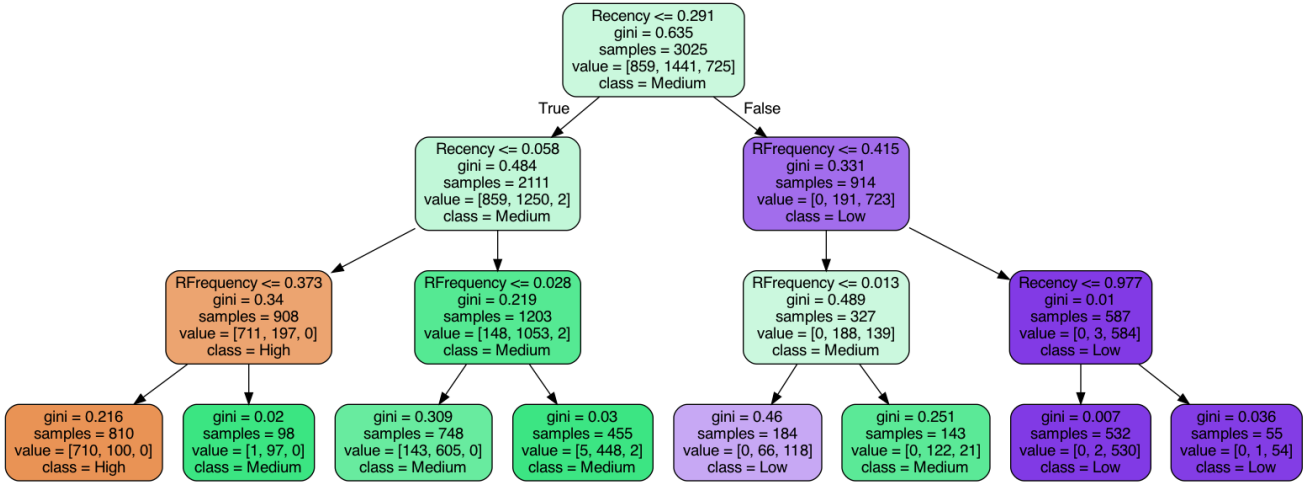 Recency <= 0.291
gini = 0.635
samples = 3025
value = [859, 1441, 725]
class = Medium
True
False
Recency <= 0.058
gini = 0.484
samples = 2111
value = [859, 1250, 2]
class = Medium
RFrequency <= 0.415
gini = 0.331
samples = 914
value = [0, 191, 723]
class = Low
RFrequency <= 0.373
gini = 0.34
samples = 908
value = [711, 197, 0]
class = High
RFrequency <= 0.028
gini = 0.219
samples = 1203
value = [148, 1053, 2]
class = Medium
RFrequency <= 0.013
gini = 0.489
samples = 327
value = [0, 188, 139]
class = Medium
Recency <= 0.977
gini = 0.01
samples = 587
value = [0, 3, 584]
class = Low
gini = 0.216
samples = 810
value = [710, 100, 0]
class = High
gini = 0.02
samples = 98
value = [1, 97, 0]
class = Medium
gini = 0.309
samples = 748
value = [143, 605, 0]
class = Medium
gini = 0.03
samples = 455
value = [5, 448, 2]
class = Medium
gini = 0.46
samples = 184
value = [0, 66, 118]
class = Low
gini = 0.251
samples = 143
value = [0, 122, 21]
class = Medium
gini = 0.007
samples = 532
value = [0, 2, 530]
class = Low
gini = 0.036
samples = 55
value = [0, 1, 54]
class = Low